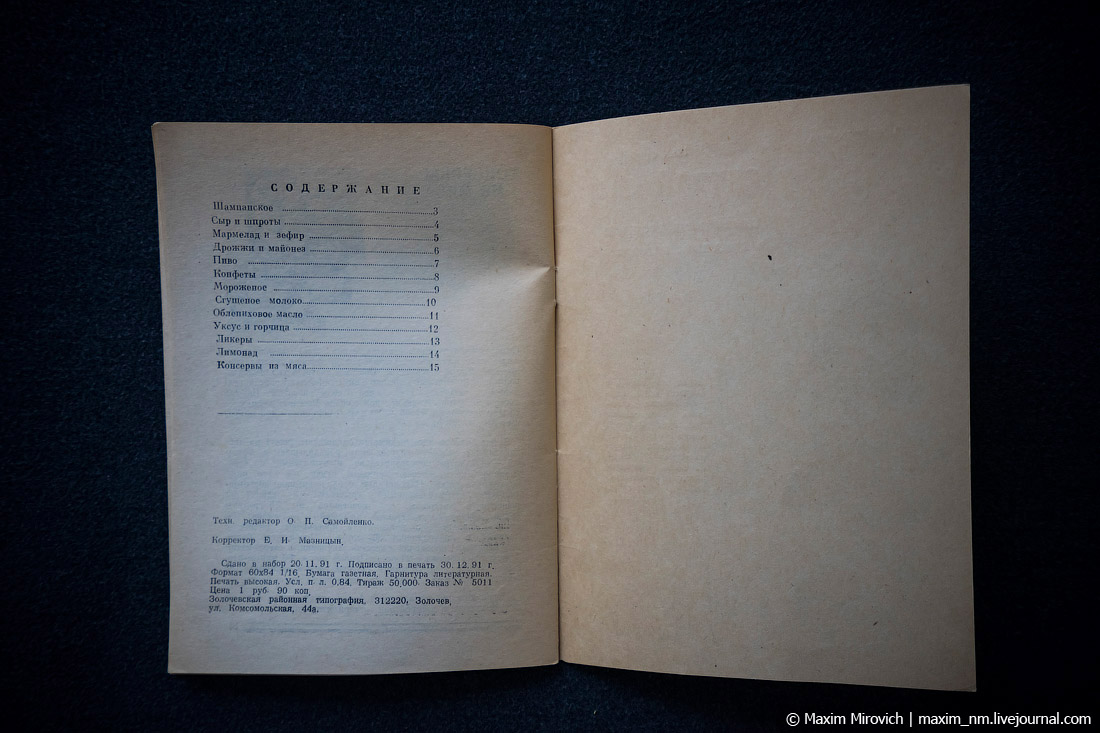 СОДЕРЖАНИЕ
Шампанское 3
Сыр и шпроты 4
Мармелад и зефир 5
Дрожжи и майонез 6
Пиво 7
Конфеты 8
Мороженое 9
Сгущеное молоко 10
Облепиховое масло 11
Уксус и горчица 12
Ликеры 13
Лимонад 14
Консервы из мяса 15
Техн. редактор О. П. Самойленко.
Корректор Е. И. Мазницын.
Сдано в набор 20.11.91 г. Подписано в печать 30.12.91 г.
Формат 60х84 1/16. Бумага газетная. Гарнитура литературная.
Печать высокая. Усл. п. л. 0,84. Тираж 50,000. Заказ № 5011
Цена 1 руб. 90 коп.
Золочевская районная типография, 312220, Золочев,
ул. Комсомольская, 44а.
© Maxim Mirovich | maxim_nm.livejournal.com